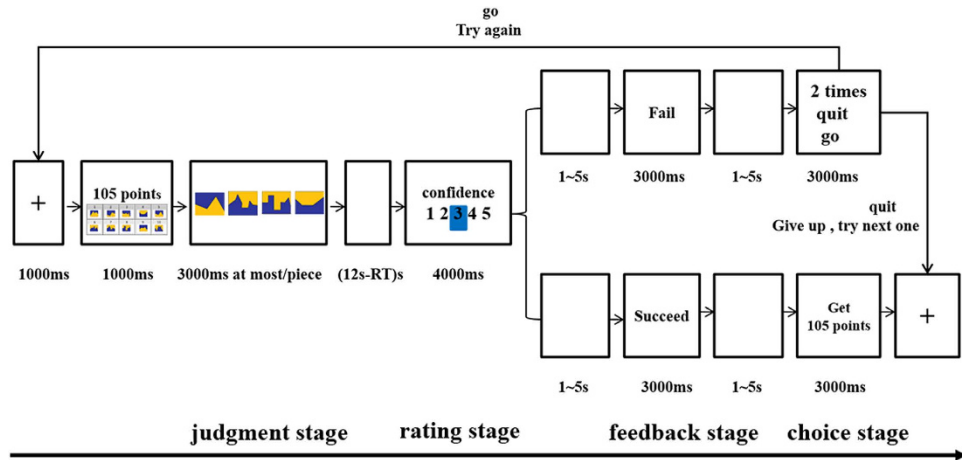 go
Try again
+
105 points
confidence
1 2 3 4 5
1000ms
1000ms
3000ms at most/piece
(12s-RT)s
4000ms
Fail
2 times
quit
go
1~5s
3000ms
1~5s
3000ms
quit
Give up , try next one
Succeed
Get
105 points
+
1~5s
3000ms
1~5s
3000ms
judgment stage
rating stage
feedback stage
choice stage